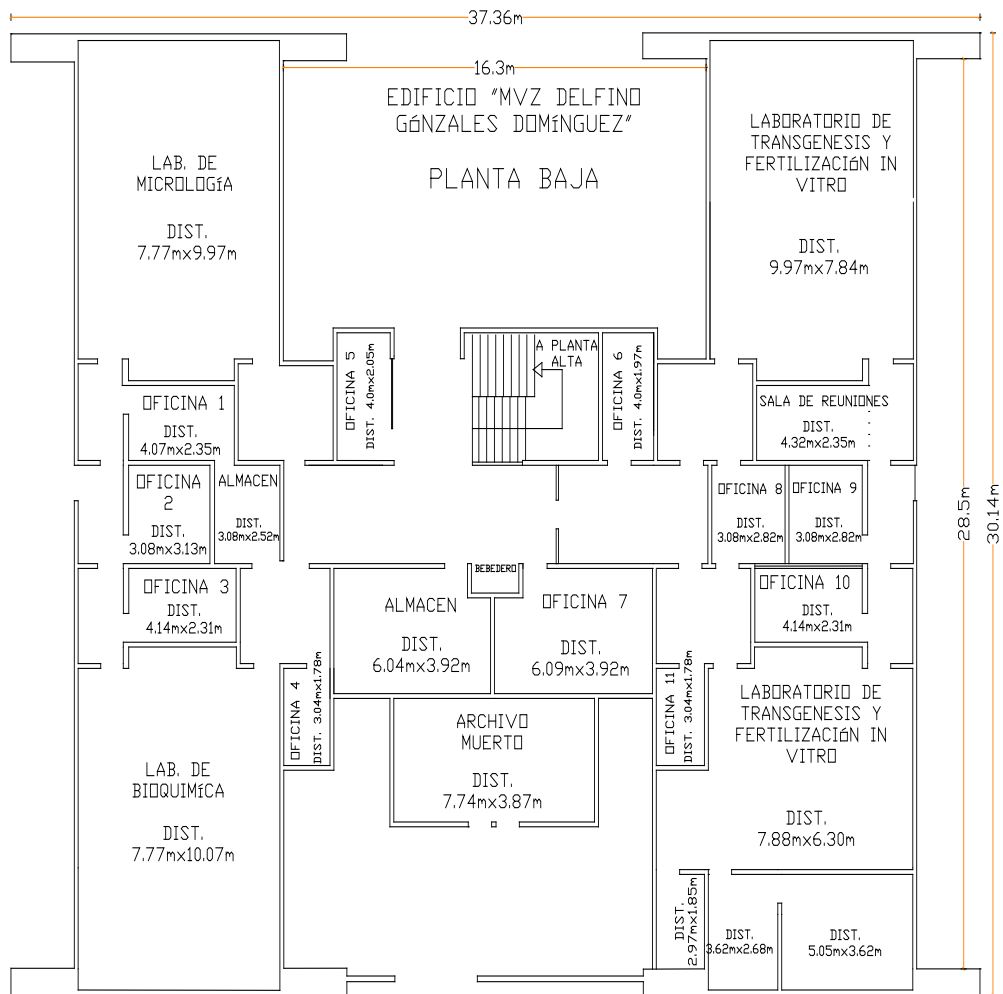 37.36m
16.3m
EDIFICIO "MVZ DELFINO
GóNZALES DOMíNGUEZ"
PLANTA BAJA
LAB. DE
MICROLOGíA
DIST.
7.77mx9.97m
LABORATORIO DE
TRANSGENESIS Y
FERTILIZACIóN IN
VITRO
DIST.
9.97mx7.84m
OFICINA 5
DIST. 4.0mx2.05m
A PLANTA
ALTA
OFICINA 6
DIST. 4.0mx1.97m
OFICINA 1
DIST.
4.07mx2.35m
SALA DE REUNIONES
DIST.
4.32mx2.35m
OFICINA
2
DIST.
3.08mx3.13m
ALMACEN
DIST.
3.08mx2.52m
OFICINA 8
DIST.
3.08mx2.82m
OFICINA 9
DIST.
3.08mx2.82m
28.5m
30.14m
OFICINA 3
DIST.
4.14mx2.31m
BEBEDERO
ALMACEN
DIST.
6.04mx3.92m
OFICINA 7
DIST.
6.09mx3.92m
OFICINA 10
DIST.
4.14mx2.31m
OFICINA 4
DIST. 3.04mx1.78m
OFICINA 11
DIST. 3.04mx1.78m
ARCHIVO
MUERTO
DIST.
7.74mx3.87m
LABORATORIO DE
TRANSGENESIS Y
FERTILIZACIóN IN
VITRO
DIST.
7.88mx6.30m
LAB. DE
BIOQUIMíCA
DIST.
7.77mx10.07m
DIST.
2.97mx1.85m
DIST.
3.62mx2.68m
DIST.
5.05mx3.62m